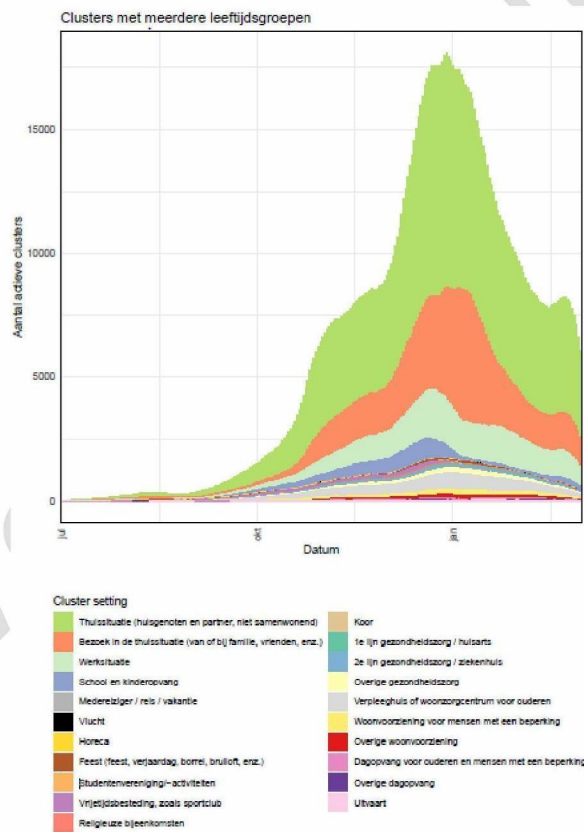 Clusters met meerdere leeftijdsgroepen
Aantal actieve clusters
15000
10000
5000
0
jul
okt
jan
Datum
Cluster setting
Thuissituatie (huisgenoten en partner, niet samenwonend)
Bezoek in de thuissituatie (van of bij familie, vrienden, enz.)
Werksituatie
School en kinderopvang
Medereiziger / reis / vakantie
Vlucht
Horeca
Feest (feest, verjaardag, borrel, bruiloft, enz.)
Studentenvereniging/-activiteiten
Vrijetijdsbesteding, zoals sportclub
Religieuze bijeenkomsten
Koor
1e lijn gezondheidszorg / huisarts
2e lijn gezondheidszorg / ziekenhuis
Overige gezondheidszorg
Verpleeghuis of woonzorgcentrum voor ouderen
Woonvoorziening voor mensen met een beperking
Overige woonvoorziening
Dagopvang voor ouderen en mensen met een beperking
Overige dagopvang
Uitvaart